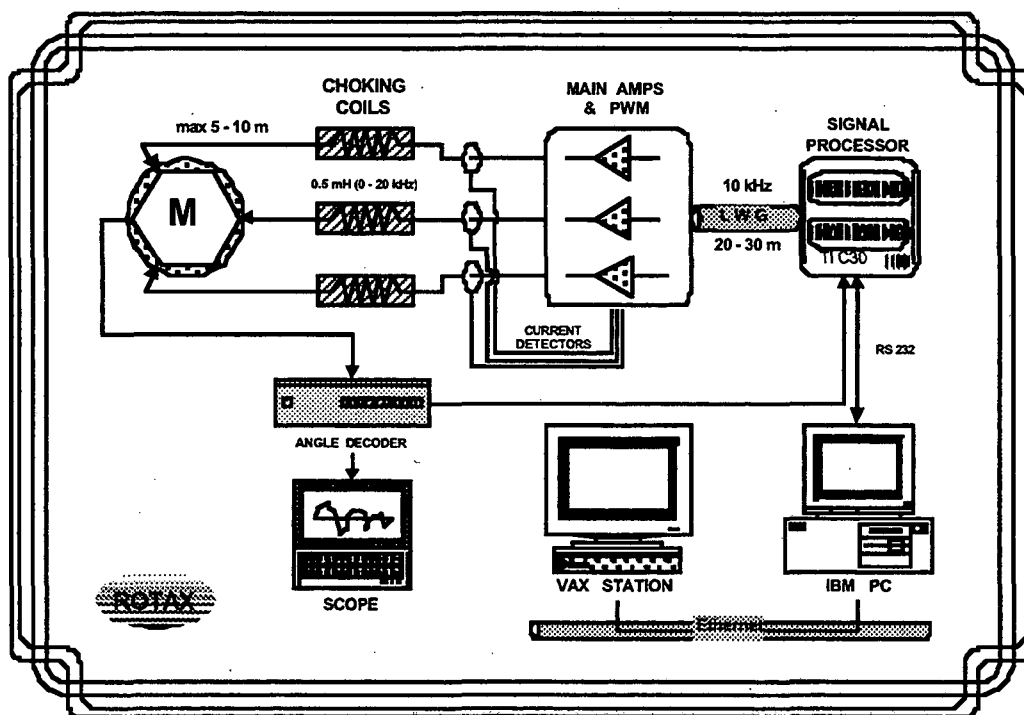 CHOKING
COILS
MAIN AMPS
& PWM
SIGNAL
PROCESSOR
max 5 - 10 m
M
0.5 mH (0 - 20 kHz)
10 kHz
L W G
20 - 30 m
TI C30
CURRENT
DETECTORS
RS 232
ANGLE DECODER
SCOPE
VAX STATION
IBM PC
ROTAX
Ethernet